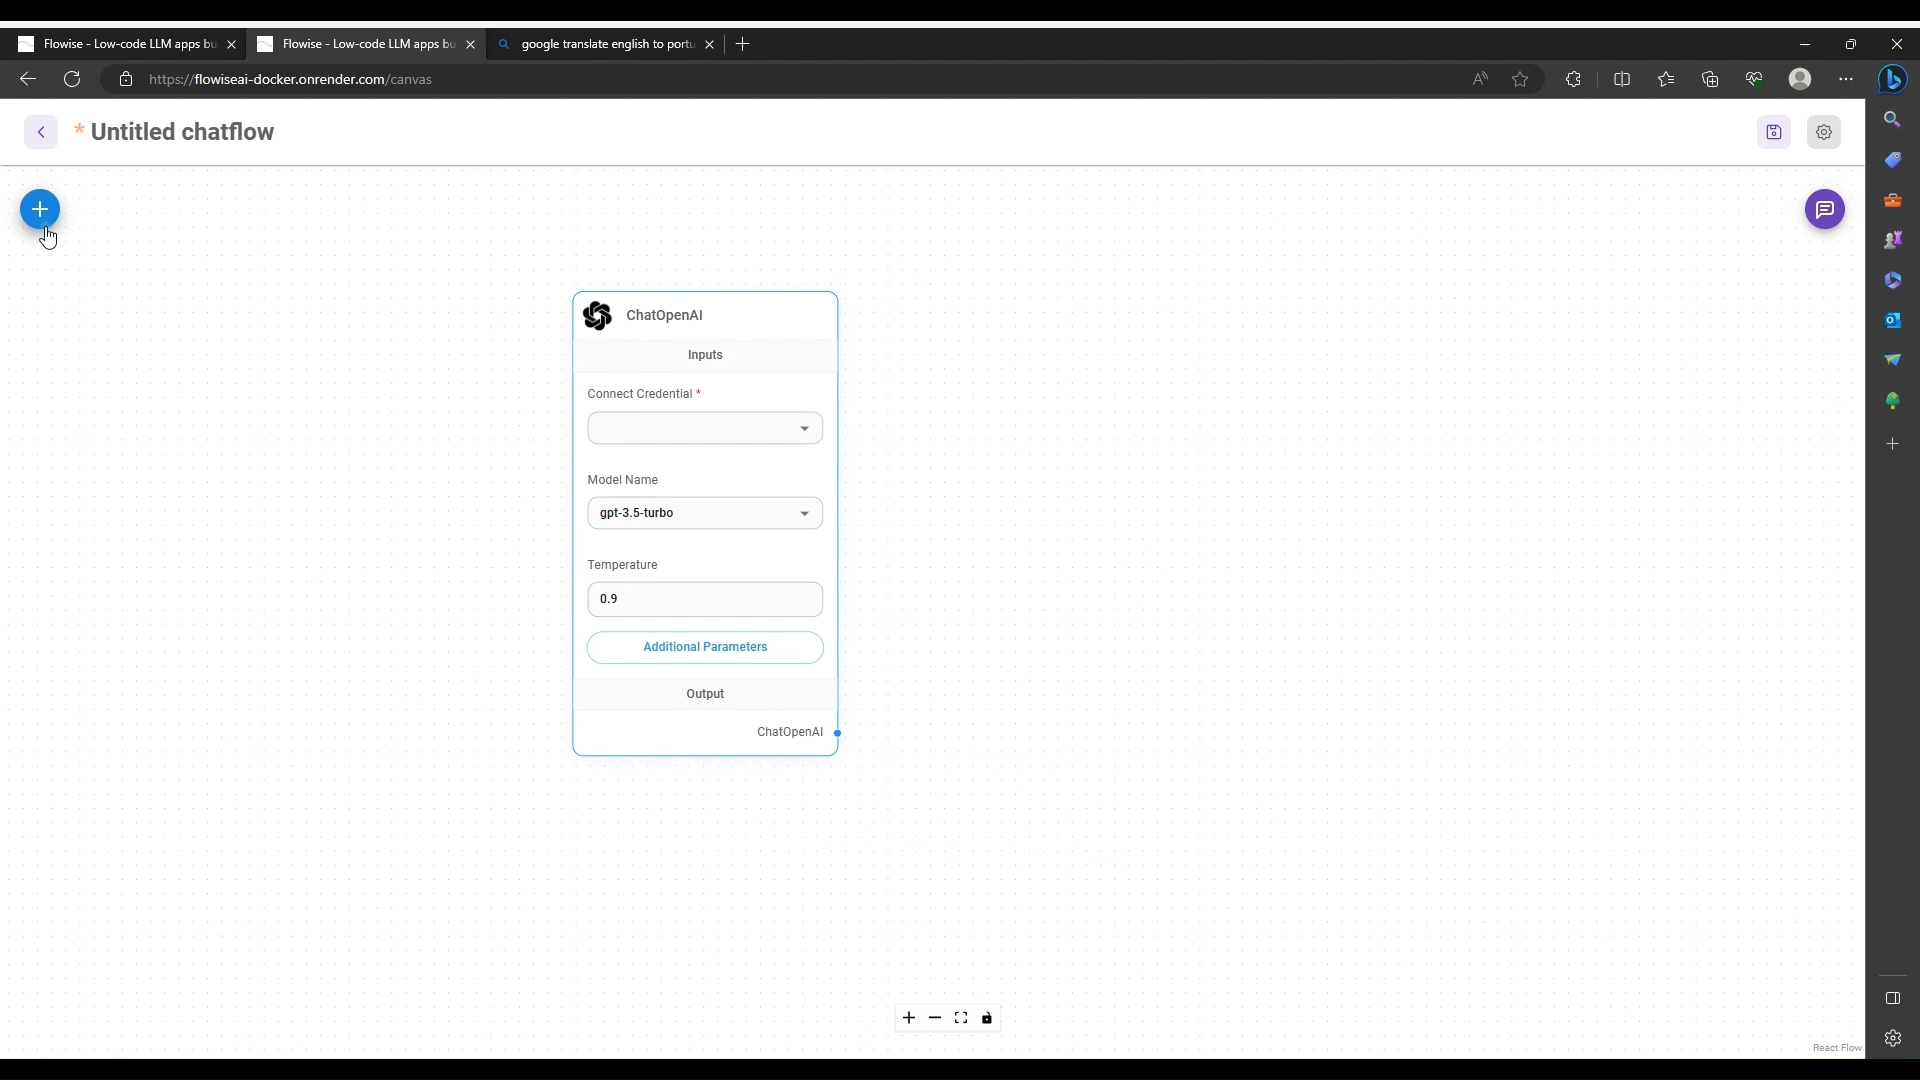 Flowise - Low-code LLM apps bu
Flowise - Low-code LLM apps bu
google translate english to portu
https://flowiseai-docker.onrender.com/canvas
* Untitled chatflow
ChatOpenAI
Inputs
Connect Credential *
Model Name
gpt-3.5-turbo
Temperature
0.9
Additional Parameters
Output
ChatOpenAI
React Flow